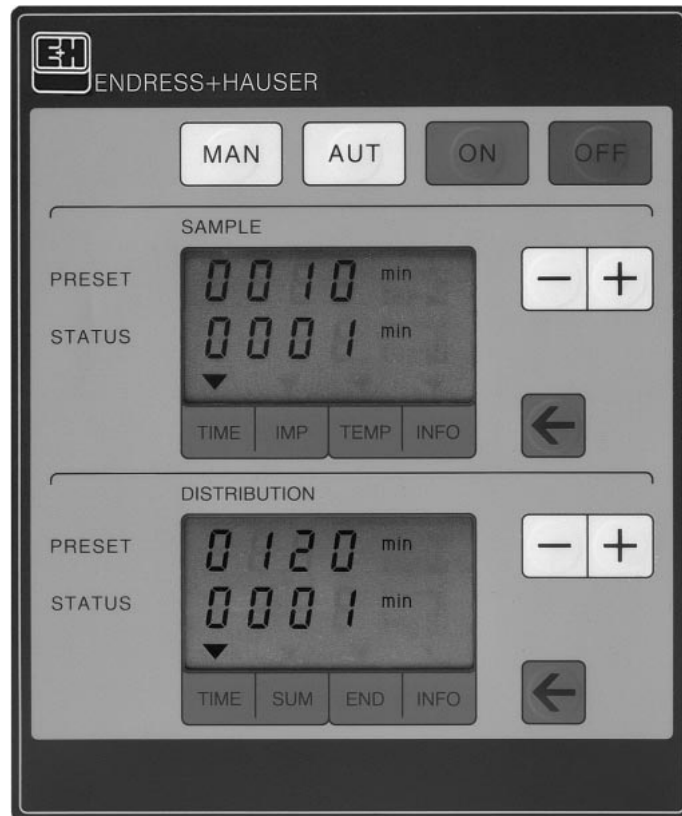 E+H
ENDRESS+HAUSER
MAN AUT ON OFF
SAMPLE
PRESET 0010 min - +
STATUS 0001 min
TIME IMP TEMP INFO
DISTRIBUTION
PRESET 0120 min - +
STATUS 0001 min
TIME SUM END INFO